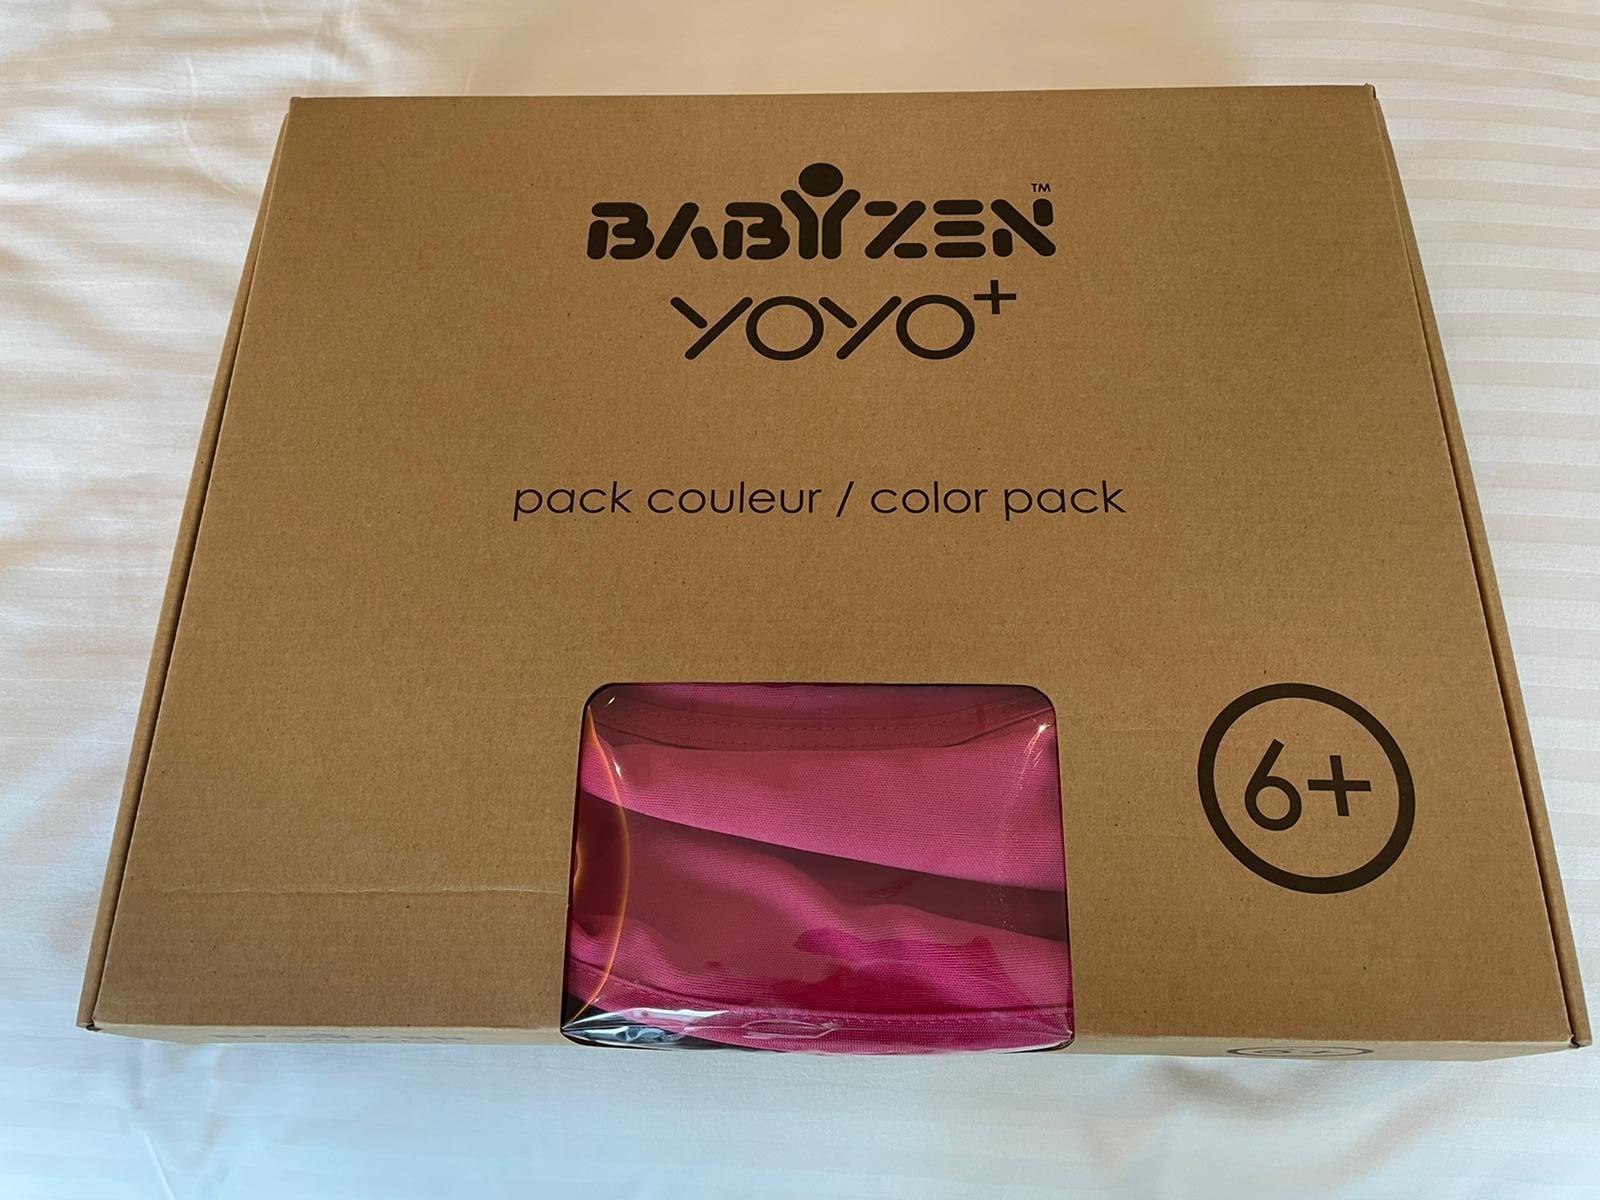 BABYZEN™
YOYO+
pack couleur / color pack
6+